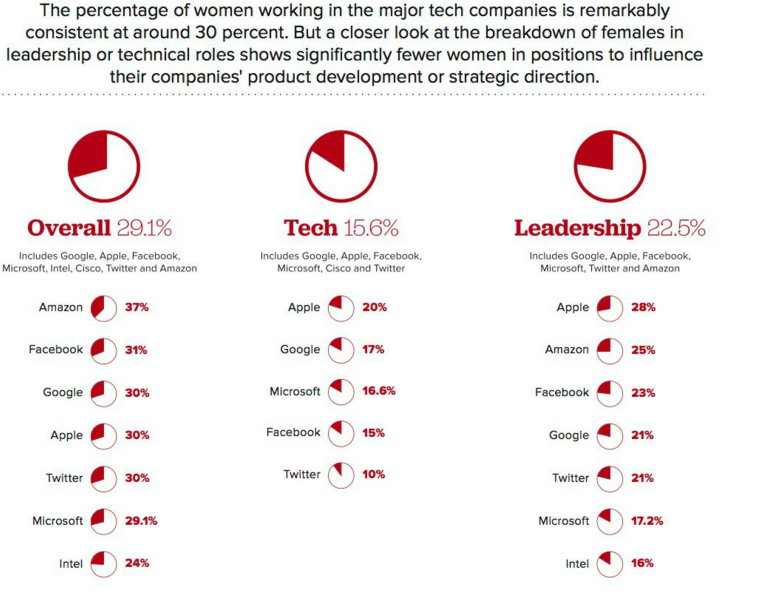 The percentage of women working in the major tech companies is remarkably
consistent at around 30 percent. But a closer look at the breakdown of females in
leadership or technical roles shows significantly fewer women in positions to influence
their companies' product development or strategic direction.
Overall 29.1%
Includes Google, Apple, Facebook,
Microsoft, Intel, Cisco, Twitter and Amazon
Amazon 37%
Facebook 31%
Google 30%
Apple 30%
Twitter 30%
Microsoft 29.1%
Intel 24%
Tech 15.6%
Includes Google, Apple, Facebook,
Microsoft, Cisco and Twitter
Apple 20%
Google 17%
Microsoft 16.6%
Facebook 15%
Twitter 10%
Leadership 22.5%
Includes Google, Apple, Facebook,
Microsoft, Twitter and Amazon
Apple 28%
Amazon 25%
Facebook 23%
Google 21%
Twitter 21%
Microsoft 17.2%
Intel 16%